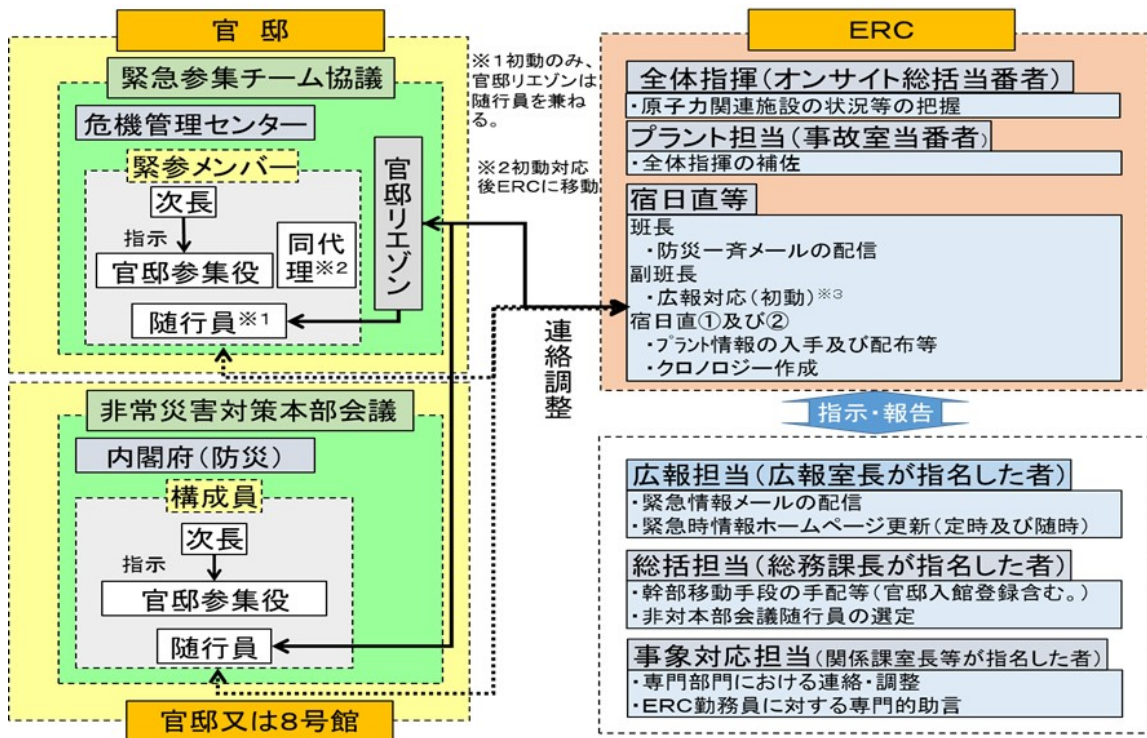 官 邸
緊急参集チーム協議
危機管理センター
緊参メンバー
次長
指示
官邸参集役
同代
理※2
随行員※1
官邸リエゾン
※1初動のみ、
官邸リエゾンは
随行員を兼ね
る。
※2初動対応
後ERCに移動
非常災害対策本部会議
内閣府(防災)
構成員
次長
指示
官邸参集役
随行員
官邸又は8号館
連絡調整
ERC
全体指揮(オンサイト総括当番者)
・原子力関連施設の状況等の把握
プラント担当(事故室当番者)
・全体指揮の補佐
宿日直等
班長
・防災一斉メールの配信
副班長
・広報対応(初動)※3
宿日直①及び②
・プラント情報の入手及び配布等
・クロノロジー作成
指示・報告
広報担当(広報室長が指名した者)
・緊急情報メールの配信
・緊急時情報ホームページ更新(定時及び随時)
総括担当(総務課長が指名した者)
・幹部移動手段の手配等(官邸入館登録含む。)
・非対本部会議随行員の選定
事象対応担当(関係課室長等が指名した者)
・専門部門における連絡・調整
・ERC勤務員に対する専門的助言